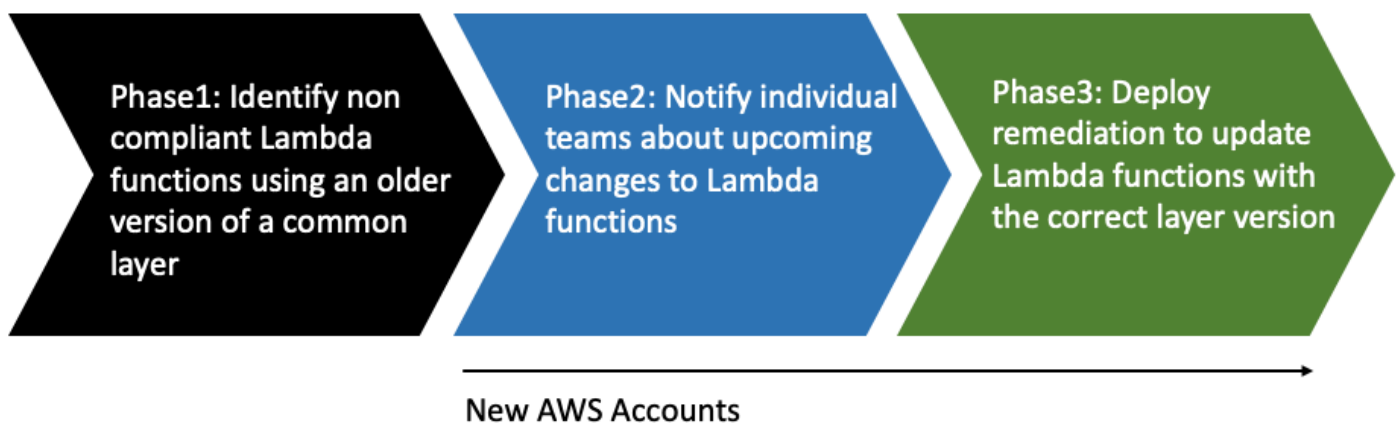 Phase1: Identify non
compliant Lambda
functions using an older
version of a common
layer
Phase2: Notify individual
teams about upcoming
changes to Lambda
functions
Phase3: Deploy
remediation to update
Lambda functions with
the correct layer version
New AWS Accounts